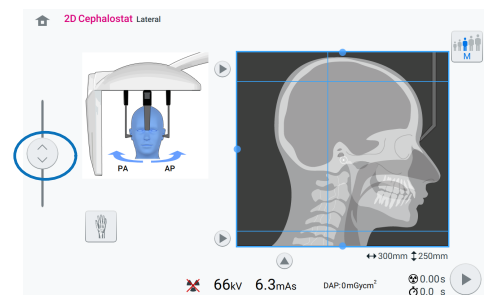 2D Cephalostat Lateral
M
PA AP
300mm 250mm
66kV 6.3mAs DAP:0mGycm² 0.00s
0.0 s